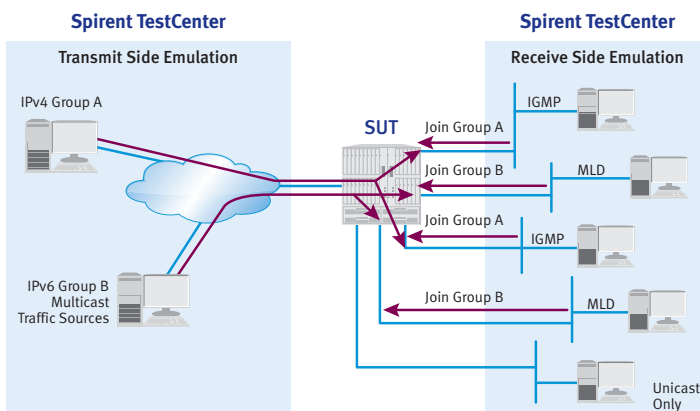 Spirent TestCenter
Transmit Side Emulation
IPv4 Group A
IPv6 Group B
Multicast
Traffic Sources
SUT
Spirent TestCenter
Receive Side Emulation
Join Group A
IGMP
Join Group B
MLD
Join Group A
IGMP
Join Group B
MLD
Unicast
Only